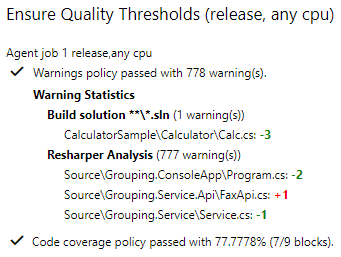 Ensure Quality Thresholds (release, any cpu)
Agent job 1 release,any cpu
Warnings policy passed with 778 warning(s).
Warning Statistics
Build solution **\*.sln (1 warning(s))
CalculatorSample\Calculator\Calc.cs: -3
Resharper Analysis (777 warning(s))
Source\Grouping.ConsoleApp\Program.cs: -2
Source\Grouping.Service.Api\FaxApi.cs: +1
Source\Grouping.Service\Service.cs: -1
Code coverage policy passed with 77.7778% (7/9 blocks).